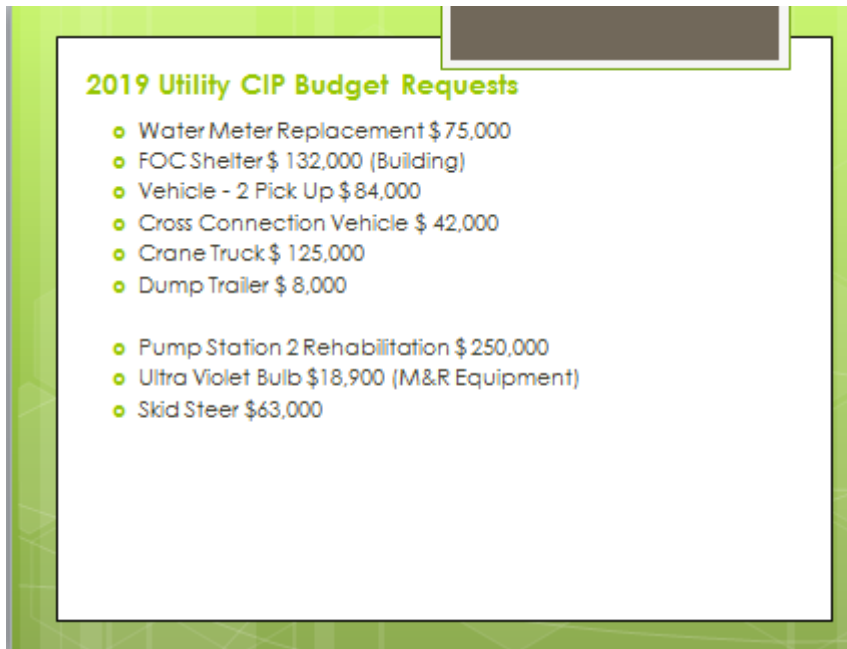 2019 Utility CIP Budget Requests
Water Meter Replacement $ 75,000
FOC Shelter $ 132,000 (Building)
Vehicle - 2 Pick Up $ 84,000
Cross Connection Vehicle $ 42,000
Crane Truck $ 125,000
Dump Trailer $ 8,000
Pump Station 2 Rehabilitation $ 250,000
Ultra Violet Bulb $18,900 (M&R Equipment)
Skid Steer $63,000